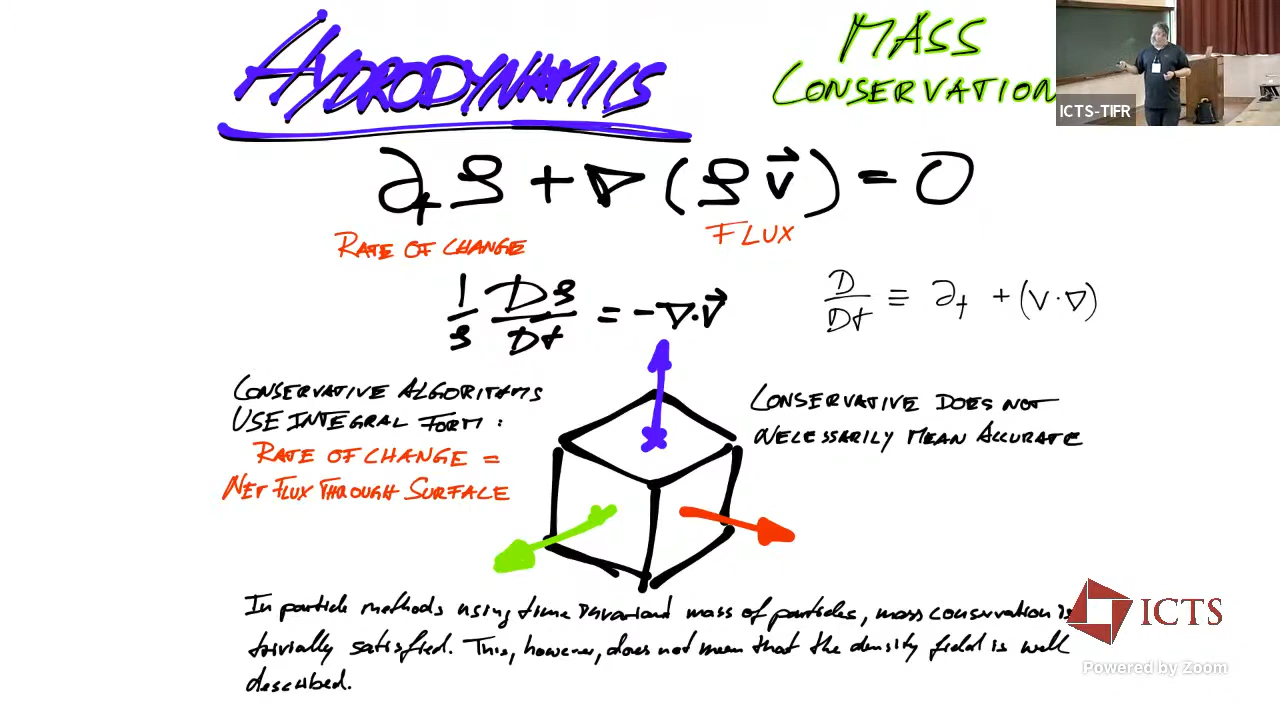 HYDRODYNAMICS
MASS
CONSERVATION
ICTS-TIFR
∂ₜρ + ∇(ρv⃗) = 0
RATE OF CHANGE
FLUX
1/ρ Dρ/Dt = -∇·v⃗
D/Dt ≡ ∂ₜ + (v·∇)
CONSERVATIVE ALGORITHMS
USE INTEGRAL FORM:
RATE OF CHANGE =
NET FLUX THROUGH SURFACE
CONSERVATIVE DOES NOT
NECESSARILY MEAN ACCURATE
In particle methods using time invariant mass of particles, mass conservation is
trivially satisfied. This, however, does not mean that the density field is well
described.
ICTS
Powered by Zoom